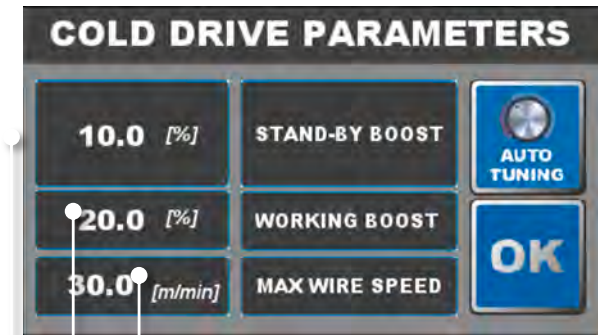 COLD DRIVE PARAMETERS
10.0 [%] STAND-BY BOOST
AUTO
TUNING
20.0 [%] WORKING BOOST
OK
30.0 [m/min] MAX WIRE SPEED